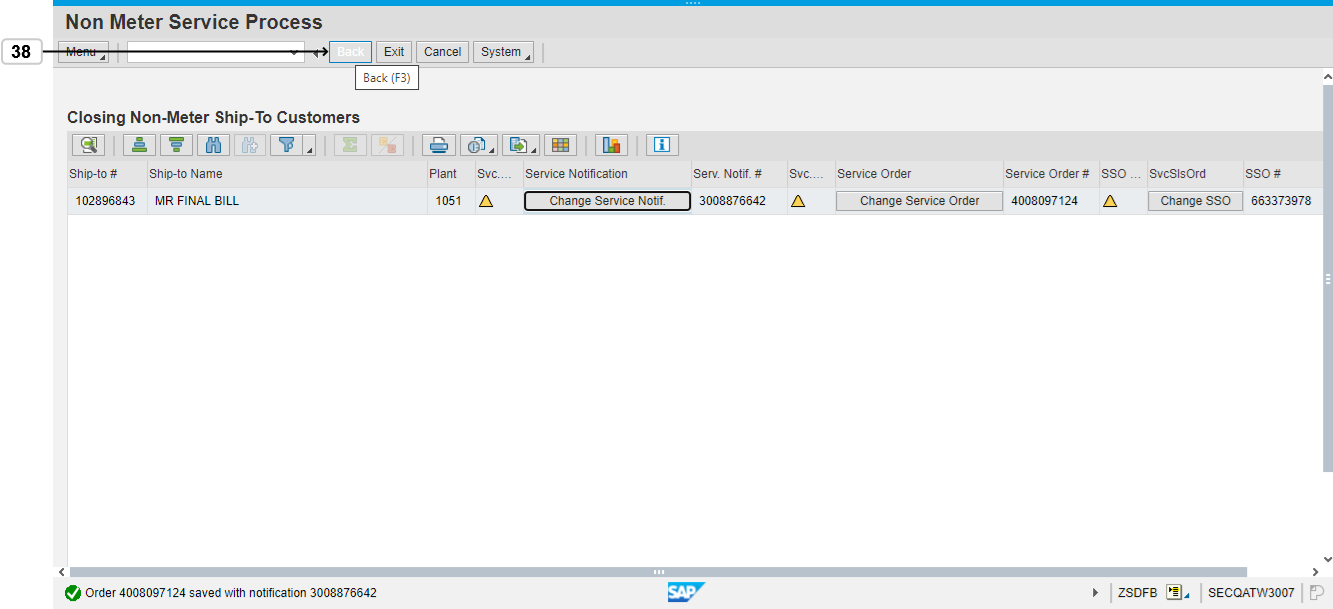 Non Meter Service Process
38
Menu Back Exit Cancel System
Back (F3)
Closing Non-Meter Ship-To Customers
Ship-to # Ship-to Name Plant Svc.... Service Notification Serv. Notif. # Svc.... Service Order Service Order # SSO ... SvcSlsOrd SSO #
102896843 MR FINAL BILL 1051 Change Service Notif. 3008876642 Change Service Order 4008097124 Change SSO 663373978
Order 4008097124 saved with notification 3008876642 SAP ZSDFB SECQATW3007